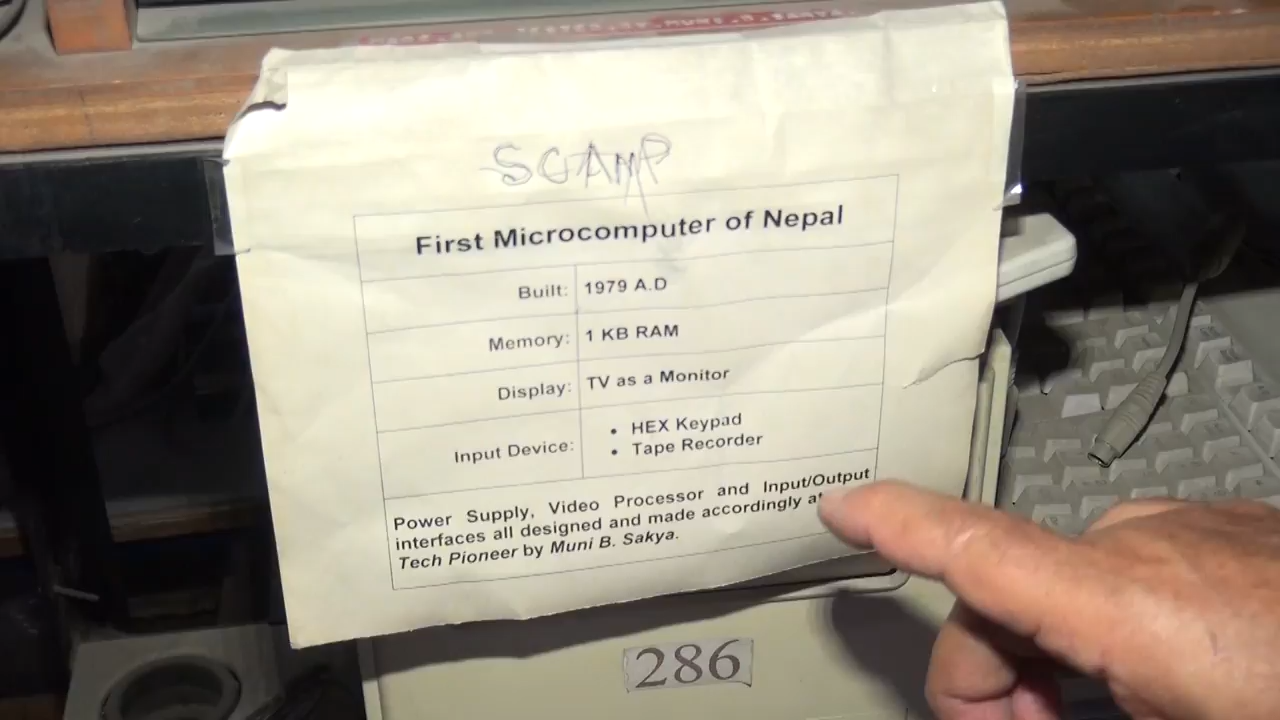 MUNI B. SAKYA
SCAMP
First Microcomputer of Nepal
Built: 1979 A.D
Memory: 1 KB RAM
Display: TV as a Monitor
Input Device:
• HEX Keypad
• Tape Recorder
Power Supply, Video Processor and Input/Output
interfaces all designed and made accordingly at
Tech Pioneer by Muni B. Sakya.
286